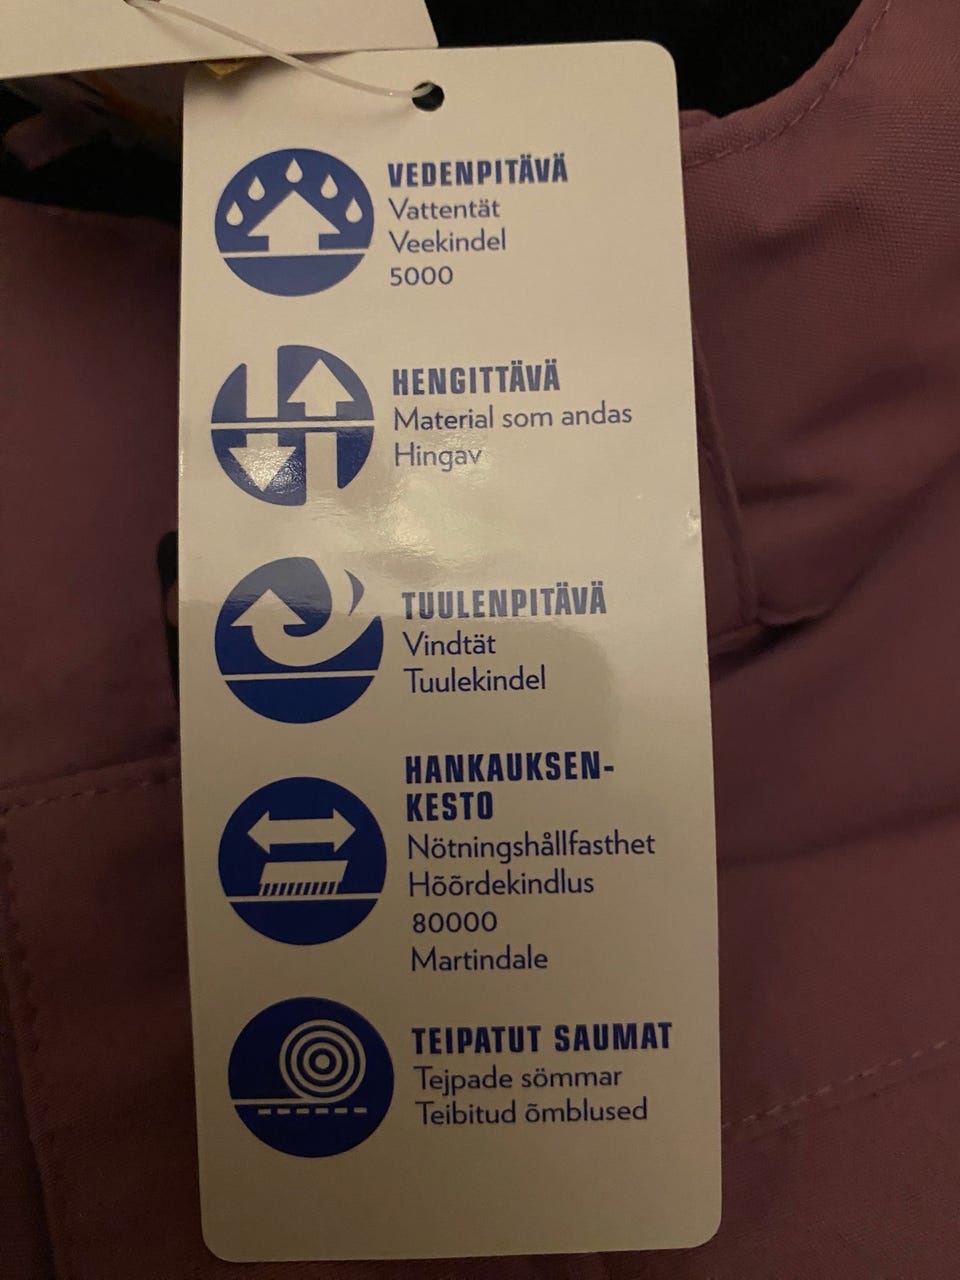 VEDENPITÄVÄ
Vattentät
Veekindel
5000
HENGITTÄVÄ
Material som andas
Hingav
TUULENPITÄVÄ
Vindtät
Tuulekindel
HANKAUKSEN-
KESTO
Nötningshållfasthet
Hõõrdekindlus
80000
Martindale
TEIPATUT SAUMAT
Tejpade sömmar
Teibitud õmblused